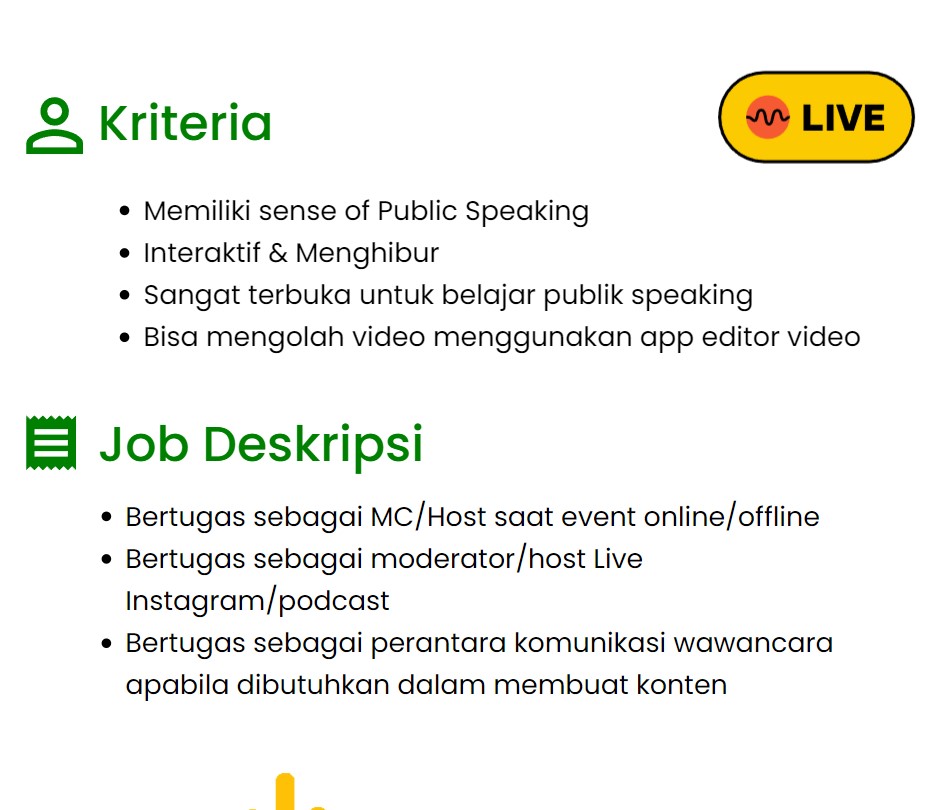 Kriteria
LIVE
Memiliki sense of Public Speaking
Interaktif & Menghibur
Sangat terbuka untuk belajar publik speaking
Bisa mengolah video menggunakan app editor video
Job Deskripsi
Bertugas sebagai MC/Host saat event online/offline
Bertugas sebagai moderator/host Live
Instagram/podcast
Bertugas sebagai perantara komunikasi wawancara
apabila dibutuhkan dalam membuat konten